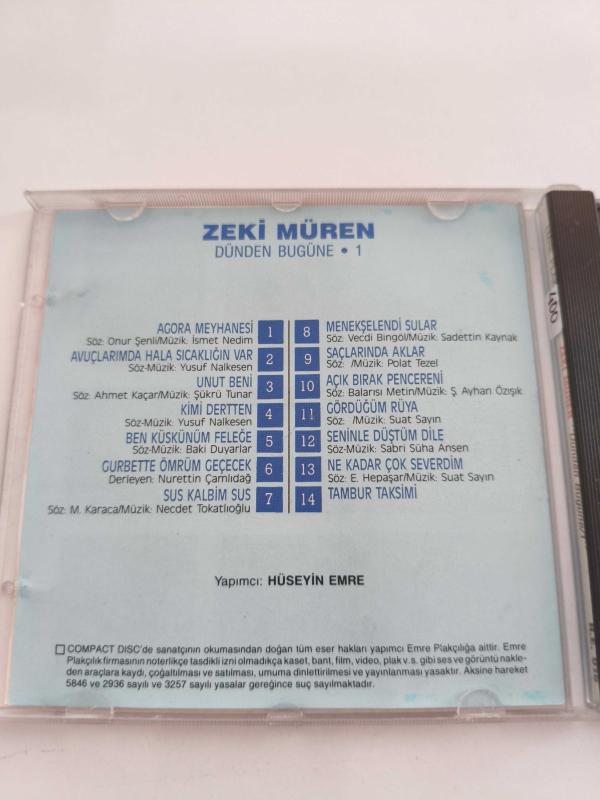 ZEKİ MÜREN
DÜNDEN BUGÜNE • 1
AGORA MEYHANESİ 1
Söz: Onur Şenli/Müzik: İsmet Nedim
AVUÇLARIMDA HALA SICAKLIĞIN VAR 2
Söz-Müzik: Yusuf Nalkesen
UNUT BENİ 3
Söz: Ahmet Kaçar/Müzik: Şükrü Tunar
KİMİ DERTTEN 4
Söz-Müzik: Yusuf Nalkesen
BEN KÜSKÜNÜM FELEĞE 5
Söz-Müzik: Baki Duyarlar
GURBETTE ÖMRÜM GEÇECEK 6
Derleyen: Nurettin Çamlıdağ
SUS KALBİM SUS 7
Söz: M. Karaca/Müzik: Necdet Tokatlıoğlu
8 MENEKŞELENDİ SULAR
Söz: Vecdi Bingöl/Müzik: Sadettin Kaynak
9 SAÇLARINDA AKLAR
Söz: /Müzik: Polat Tezel
10 AÇIK BIRAK PENCERENİ
Söz: Balarısı Metin/Müzik: Ş. Ayhan Özışık
11 GÖRDÜĞÜM RÜYA
Söz: /Müzik: Suat Sayın
12 SENİNLE DÜŞTÜM DİLE
Söz-Müzik: Sabri Süha Ansen
13 NE KADAR ÇOK SEVERDİM
Söz: E. Hepaşar/Müzik: Suat Sayın
14 TAMBUR TAKSİMİ
Yapımcı: HÜSEYİN EMRE
COMPACT DISC'de sanatçının okumasından doğan tüm eser hakları yapımcı Emre Plakçılığa aittir. Emre
Plakçılık firmasının noterlikçe tasdikli izni olmadıkça kaset, bant, film, video, plak v.s. gibi ses ve görüntü nakle-
den araçlara kaydı, çoğaltılması ve satılması, umuma dinlettirilmesi ve yayınlanması yasaktır. Aksine hareket
5846 ve 2936 sayılı ve 3257 sayılı yasalar gereğince suç sayılmaktadır.